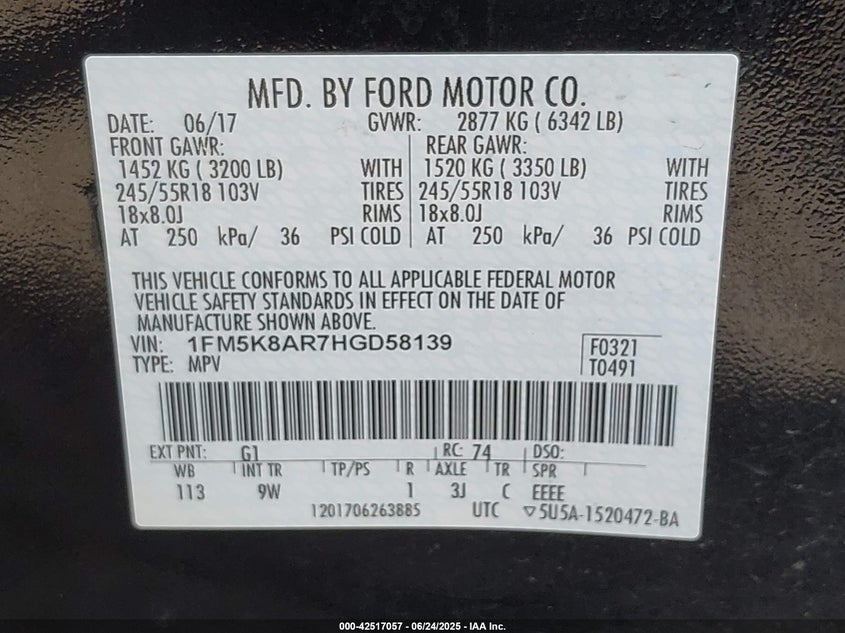 MFD. BY FORD MOTOR CO.
DATE: 06/17 GVWR: 2877 KG ( 6342 LB)
FRONT GAWR: REAR GAWR:
1452 KG ( 3200 LB) WITH 1520 KG ( 3350 LB) WITH
245/55R18 103V TIRES 245/55R18 103V TIRES
18x8.0J RIMS 18x8.0J RIMS
AT 250 kPa/ 36 PSI COLD AT 250 kPa/ 36 PSI COLD
THIS VEHICLE CONFORMS TO ALL APPLICABLE FEDERAL MOTOR
VEHICLE SAFETY STANDARDS IN EFFECT ON THE DATE OF
MANUFACTURE SHOWN ABOVE.
VIN: 1FM5K8AR7HGD58139 F0321
TYPE: MPV T0491
EXT PNT: G1 RC: 74 DSO:
WB INT TR TP/PS R AXLE TR SPR
113 9W 1 3J C EEEE
1201706263885 UTC ▽5U5A-1520472-BA
000-42517057 - 06/24/2025 - IAA Inc.